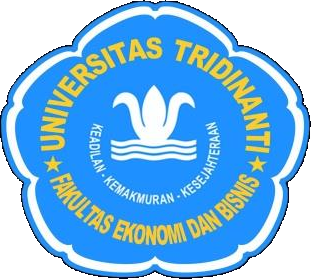 UNIVERSITAS TRIDINANTI
KEADILAN - KEMAKMURAN - KESEJAHTERAAN
★ FAKULTAS EKONOMI DAN BISNIS ★